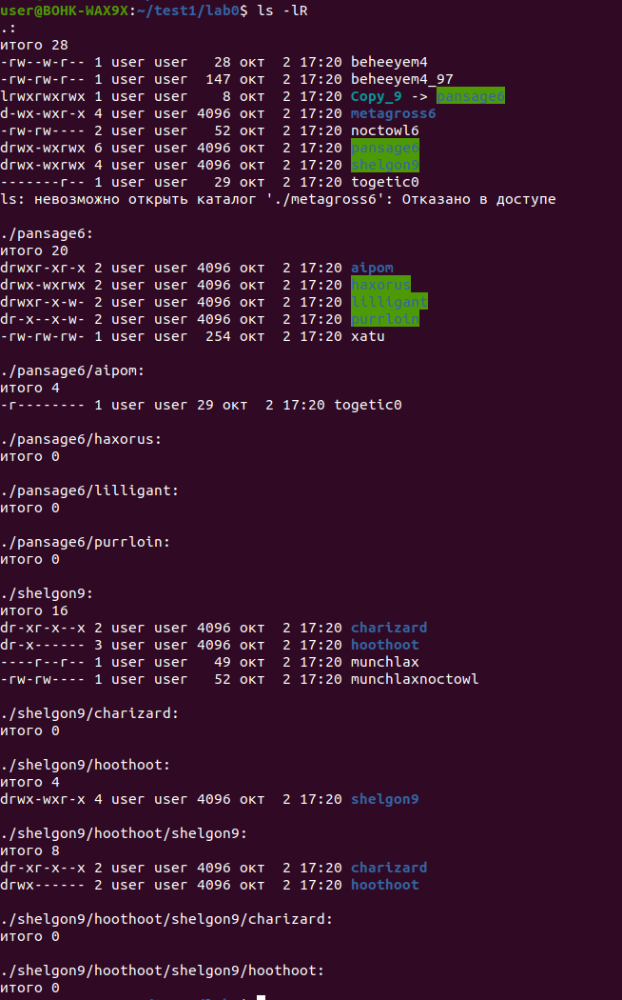 user@BOHK-WAX9X:~/test1/lab0$ ls -lR
.:
итого 28
-rw--w-r-- 1 user user   28 окт  2 17:20 beheeyem4
-rw-rw-r-- 1 user user  147 окт  2 17:20 beheeyem4_97
lrwxrwxrwx 1 user user    8 окт  2 17:20 Copy_9 -> pansage6
d-wx-wxr-x 4 user user 4096 окт  2 17:20 metagross6
-rw-rw---- 2 user user   52 окт  2 17:20 noctowl6
drwx-wxrwx 6 user user 4096 окт  2 17:20 pansage6
drwx-wxrwx 4 user user 4096 окт  2 17:20 shelgon9
-------r-- 1 user user   29 окт  2 17:20 togetic0
ls: невозможно открыть каталог './metagross6': Отказано в доступе

./pansage6:
итого 20
drwxr-xr-x 2 user user 4096 окт  2 17:20 aipom
drwx-wxrwx 2 user user 4096 окт  2 17:20 haxorus
drwxr-x-w- 2 user user 4096 окт  2 17:20 lilligant
dr-x--x-w- 2 user user 4096 окт  2 17:20 purrloin
-rw-rw-rw- 1 user user  254 окт  2 17:20 xatu

./pansage6/aipom:
итого 4
-r-------- 1 user user 29 окт  2 17:20 togetic0

./pansage6/haxorus:
итого 0

./pansage6/lilligant:
итого 0

./pansage6/purrloin:
итого 0

./shelgon9:
итого 16
dr-xr-x--x 2 user user 4096 окт  2 17:20 charizard
dr-x------ 3 user user 4096 окт  2 17:20 hoothoot
----r--r-- 1 user user   49 окт  2 17:20 munchlax
-rw-rw---- 1 user user   52 окт  2 17:20 munchlaxnoctowl

./shelgon9/charizard:
итого 0

./shelgon9/hoothoot:
итого 4
drwx-wxr-x 4 user user 4096 окт  2 17:20 shelgon9

./shelgon9/hoothoot/shelgon9:
итого 8
dr-xr-x--x 2 user user 4096 окт  2 17:20 charizard
drwx------ 2 user user 4096 окт  2 17:20 hoothoot

./shelgon9/hoothoot/shelgon9/charizard:
итого 0

./shelgon9/hoothoot/shelgon9/hoothoot:
итого 0